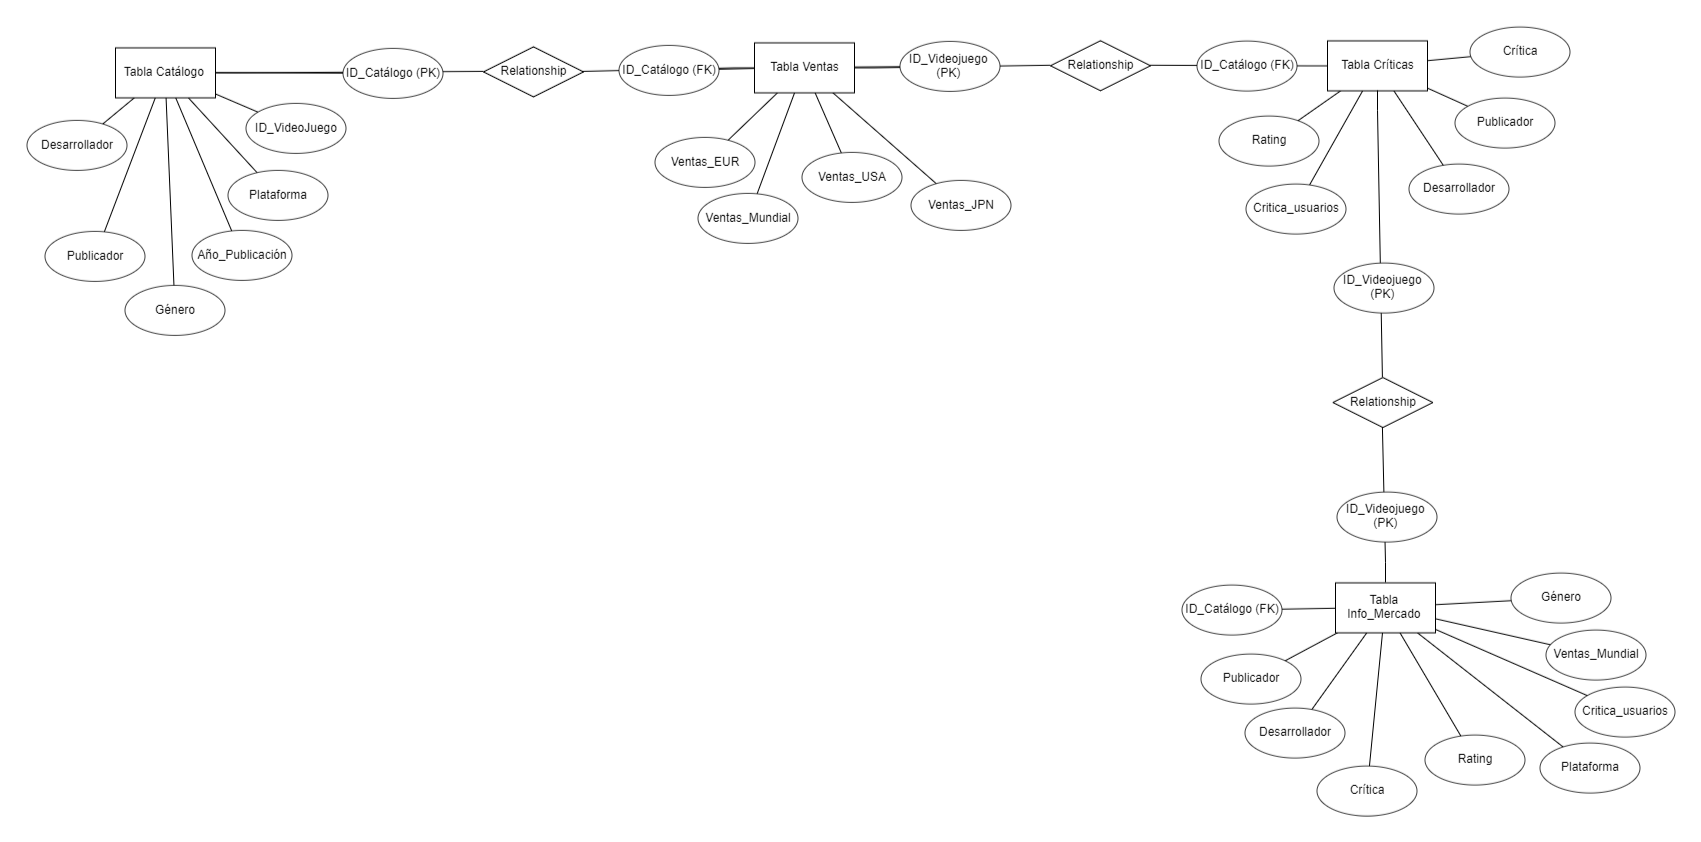 Tabla Catálogo
ID_Catálogo (PK)
Relationship
ID_Catálogo (FK)
Tabla Ventas
ID_Videojuego
(PK)
Relationship
ID_Catálogo (FK)
Tabla Críticas
Crítica
Desarrollador
ID_VideoJuego
Plataforma
Publicador
Año_Publicación
Género
Ventas_EUR
Ventas_Mundial
Ventas_USA
Ventas_JPN
Rating
Critica_usuarios
Publicador
Desarrollador
ID_Videojuego
(PK)
Relationship
ID_Videojuego
(PK)
Tabla
Info_Mercado
ID_Catálogo (FK)
Publicador
Desarrollador
Crítica
Rating
Plataforma
Critica_usuarios
Ventas_Mundial
Género